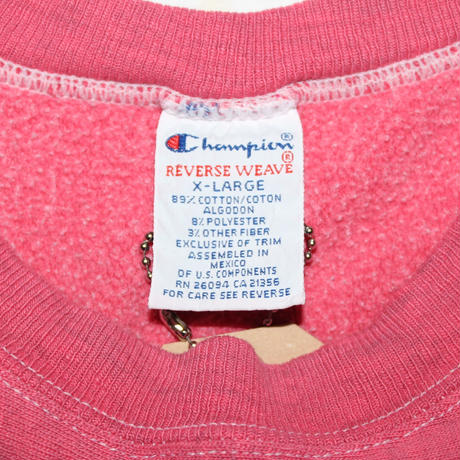 Champion®
REVERSE WEAVE®
X-LARGE
89% COTTON/COTON
ALGODON
8% POLYESTER
3% OTHER FIBER
EXCLUSIVE OF TRIM
ASSEMBLED IN
MEXICO
OF U.S. COMPONENTS
RN 26094 CA 21356
FOR CARE SEE REVERSE